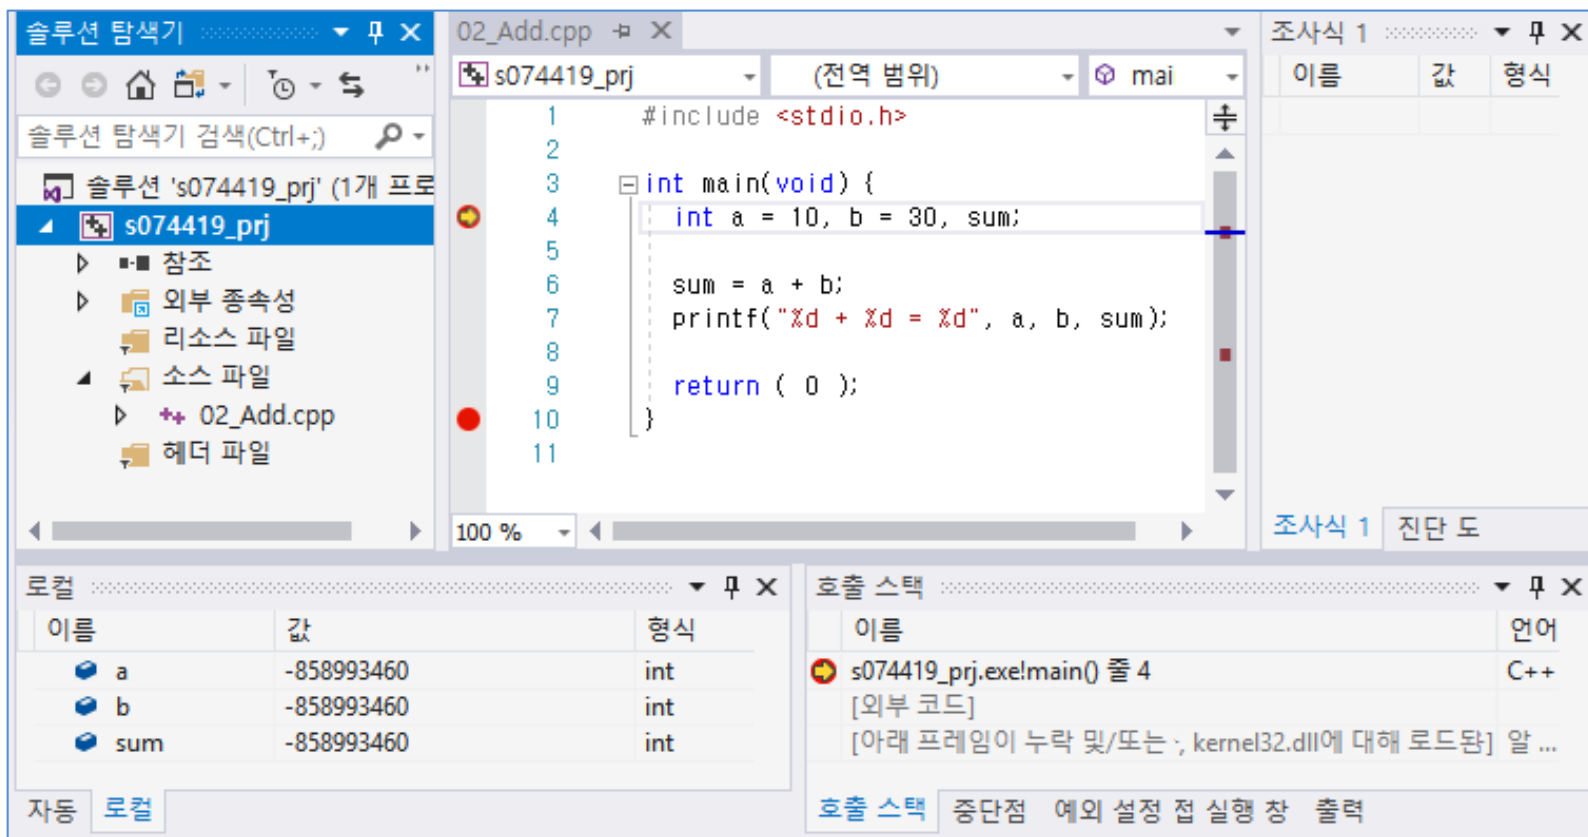 솔루션 탐색기
솔루션 탐색기 검색(Ctrl+;)
솔루션 's074419_prj' (1개 프로
s074419_prj
참조
외부 종속성
리소스 파일
소스 파일
02_Add.cpp
헤더 파일
02_Add.cpp
s074419_prj (전역 범위) mai
1 #include <stdio.h>
2
3 int main(void) {
4 int a = 10, b = 30, sum;
5
6 sum = a + b;
7 printf("%d + %d = %d", a, b, sum);
8
9 return ( 0 );
10 }
11
100 %
조사식 1
이름 값 형식
조사식 1 진단 도
로컬
이름 값 형식
a -858993460 int
b -858993460 int
sum -858993460 int
자동 로컬
호출 스택
이름 언어
s074419_prj.exe!main() 줄 4 C++
[외부 코드]
[아래 프레임이 누락 및/또는 kernel32.dll에 대해 알 ...
호출 스택 중단점 예외 설정 접 실행 창 출력